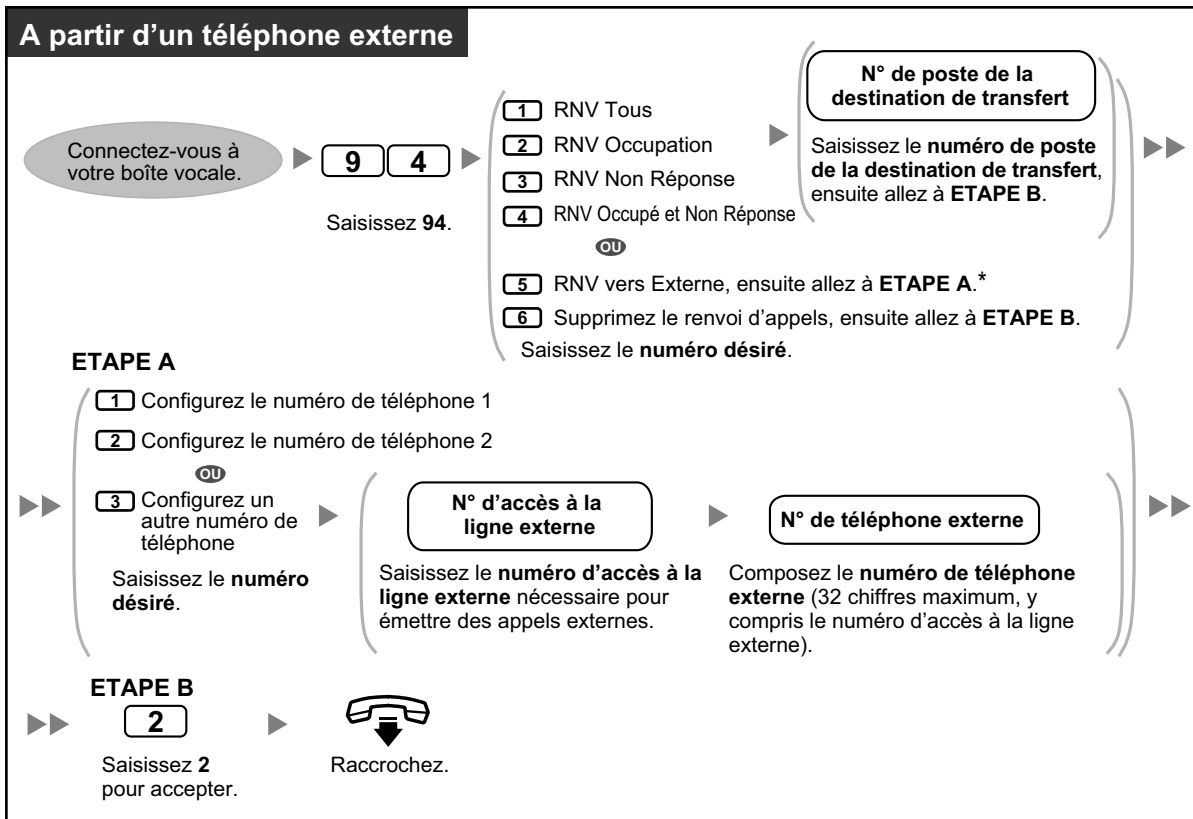 A partir d'un téléphone externe
Connectez-vous à
votre boîte vocale.
9 4
Saisissez 94.
1 RNV Tous
2 RNV Occupation
3 RNV Non Réponse
4 RNV Occupé et Non Réponse
OU
5 RNV vers Externe, ensuite allez à ETAPE A.*
6 Supprimez le renvoi d'appels, ensuite allez à ETAPE B.
Saisissez le numéro désiré.
N° de poste de la
destination de transfert
Saisissez le numéro de poste
de la destination de transfert,
ensuite allez à ETAPE B.
ETAPE A
1 Configurez le numéro de téléphone 1
2 Configurez le numéro de téléphone 2
OU
3 Configurez un
autre numéro de
téléphone
Saisissez le numéro
désiré.
N° d'accès à la
ligne externe
Saisissez le numéro d'accès à la
ligne externe nécessaire pour
émettre des appels externes.
N° de téléphone externe
Composez le numéro de téléphone
externe (32 chiffres maximum, y
compris le numéro d'accès à la ligne
externe).
ETAPE B
2
Saisissez 2
pour accepter.
Raccrochez.